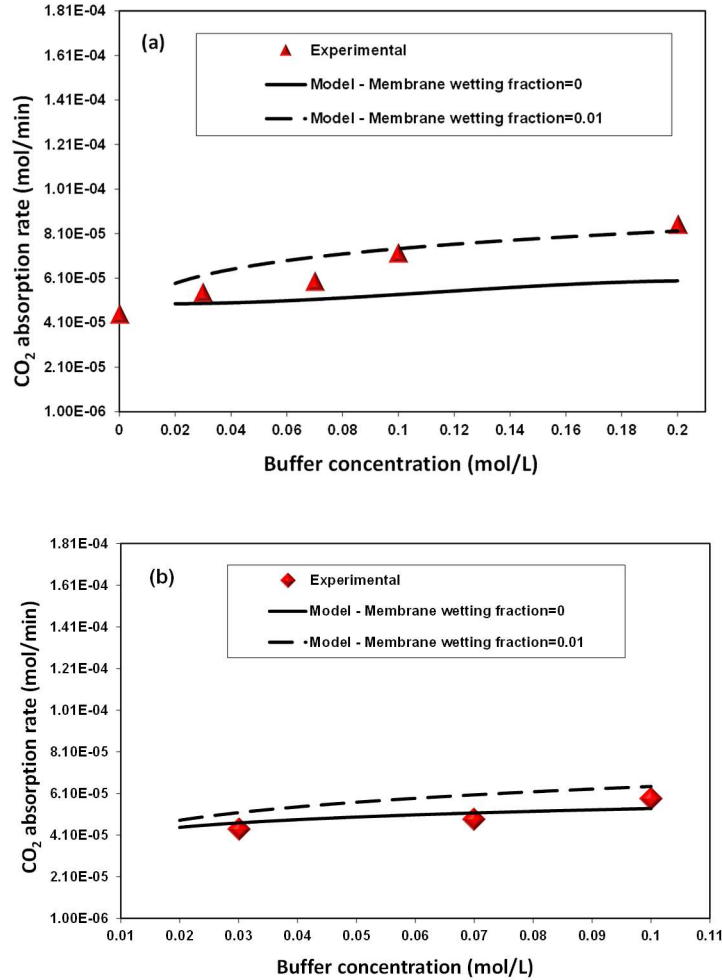 (a)
Experimental
Model - Membrane wetting fraction=0
Model - Membrane wetting fraction=0.01
CO2 absorption rate (mol/min)
1.81E-04
1.61E-04
1.41E-04
1.21E-04
1.01E-04
8.10E-05
6.10E-05
4.10E-05
2.10E-05
1.00E-06
0 0.02 0.04 0.06 0.08 0.1 0.12 0.14 0.16 0.18 0.2
Buffer concentration (mol/L)
(b)
Experimental
Model - Membrane wetting fraction=0
Model - Membrane wetting fraction=0.01
CO2 absorption rate (mol/min)
1.81E-04
1.61E-04
1.41E-04
1.21E-04
1.01E-04
8.10E-05
6.10E-05
4.10E-05
2.10E-05
1.00E-06
0.01 0.02 0.03 0.04 0.05 0.06 0.07 0.08 0.09 0.1 0.11
Buffer concentration (mol/L)